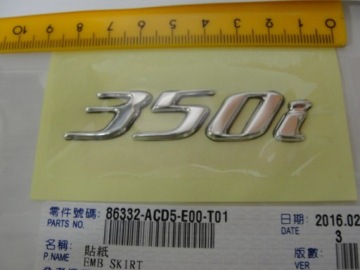 10 9 8 7 6 5 4 3 2 1 0
350i
零件號碼: 86332-ACD5-E00-T01 日期 2016.02
PARTS NO. DATE
名稱: 貼紙 版次 3
P.NAME EMB SKIRT VER